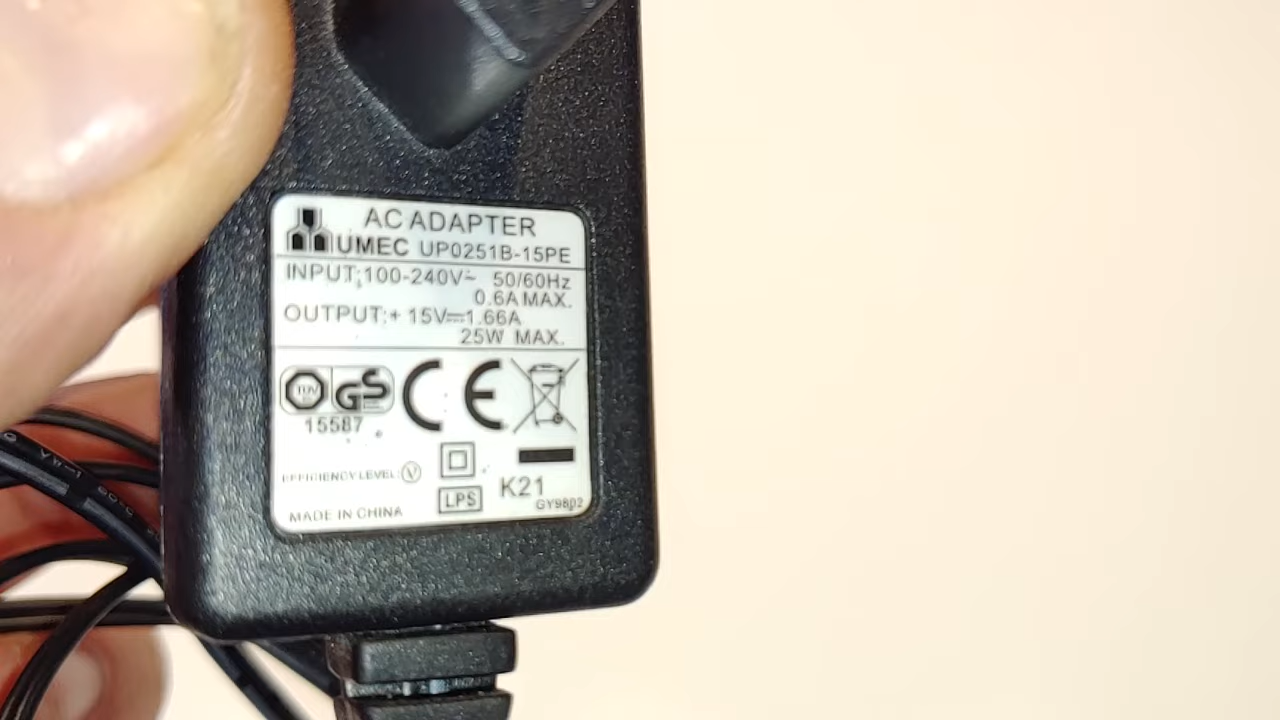 AC ADAPTER
UMEC UP0251B-15PE
INPUT:100-240V~ 50/60Hz
0.6A MAX.
OUTPUT:+ 15V⎓1.66A
25W MAX.
TÜV GS CE
15587
EFFICIENCY LEVEL: V
LPS K21
GY9802
MADE IN CHINA